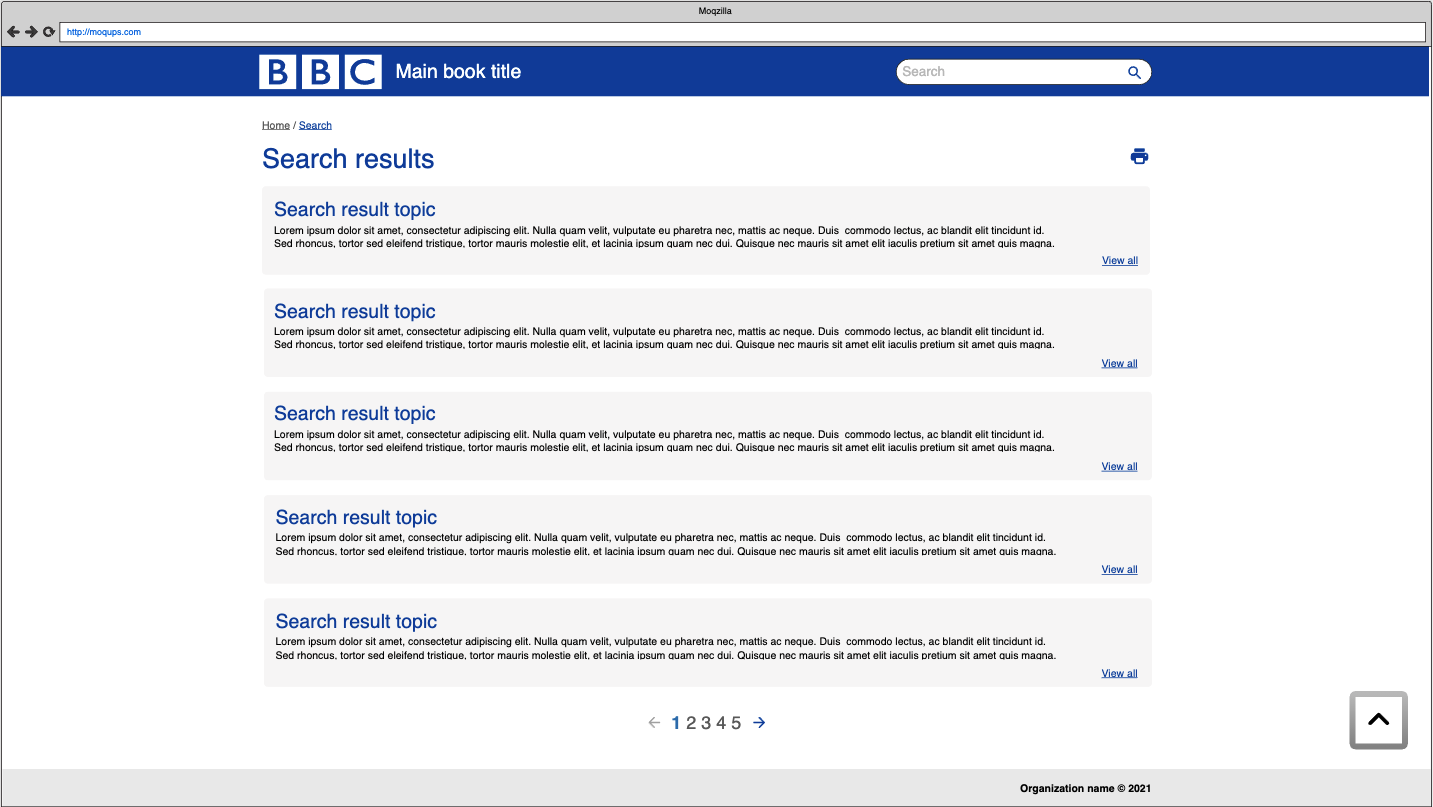 Moqzilla
http://moqups.com
BBC Main book title
Search
Home / Search
Search results
Search result topic
Lorem ipsum dolor sit amet, consectetur adipiscing elit. Nulla quam velit, vulputate eu pharetra nec, mattis ac neque. Duis  commodo lectus, ac blandit elit tincidunt id.
Sed rhoncus, tortor sed eleifend tristique, tortor mauris molestie elit, et lacinia ipsum quam nec dui. Quisque nec mauris sit amet elit iaculis pretium sit amet quis magna.
View all
Search result topic
Lorem ipsum dolor sit amet, consectetur adipiscing elit. Nulla quam velit, vulputate eu pharetra nec, mattis ac neque. Duis  commodo lectus, ac blandit elit tincidunt id.
Sed rhoncus, tortor sed eleifend tristique, tortor mauris molestie elit, et lacinia ipsum quam nec dui. Quisque nec mauris sit amet elit iaculis pretium sit amet quis magna.
View all
Search result topic
Lorem ipsum dolor sit amet, consectetur adipiscing elit. Nulla quam velit, vulputate eu pharetra nec, mattis ac neque. Duis  commodo lectus, ac blandit elit tincidunt id.
Sed rhoncus, tortor sed eleifend tristique, tortor mauris molestie elit, et lacinia ipsum quam nec dui. Quisque nec mauris sit amet elit iaculis pretium sit amet quis magna.
View all
Search result topic
Lorem ipsum dolor sit amet, consectetur adipiscing elit. Nulla quam velit, vulputate eu pharetra nec, mattis ac neque. Duis  commodo lectus, ac blandit elit tincidunt id.
Sed rhoncus, tortor sed eleifend tristique, tortor mauris molestie elit, et lacinia ipsum quam nec dui. Quisque nec mauris sit amet elit iaculis pretium sit amet quis magna.
View all
Search result topic
Lorem ipsum dolor sit amet, consectetur adipiscing elit. Nulla quam velit, vulputate eu pharetra nec, mattis ac neque. Duis  commodo lectus, ac blandit elit tincidunt id.
Sed rhoncus, tortor sed eleifend tristique, tortor mauris molestie elit, et lacinia ipsum quam nec dui. Quisque nec mauris sit amet elit iaculis pretium sit amet quis magna.
View all
1 2 3 4 5
Organization name © 2021